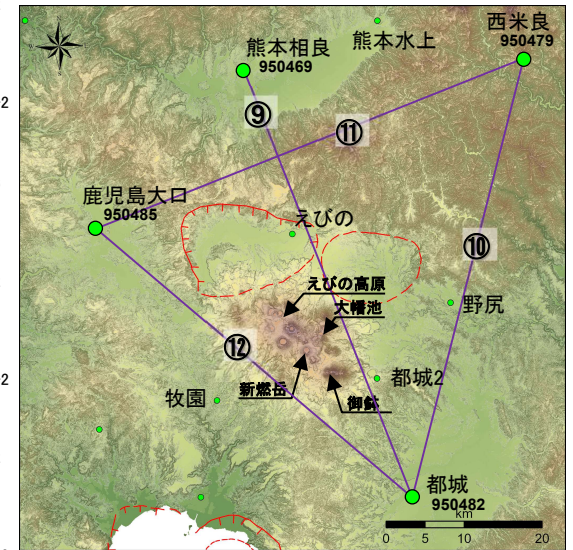 西米良
950479
熊本相良
950469
熊本水上
2
⑨
⑪
鹿児島大口
950485
えびの
⑩
えびの高原
大幡池
野尻
⑫
2
新燃岳
都城2
牧園
御鉢
都城
950482
km
0 5 10 20